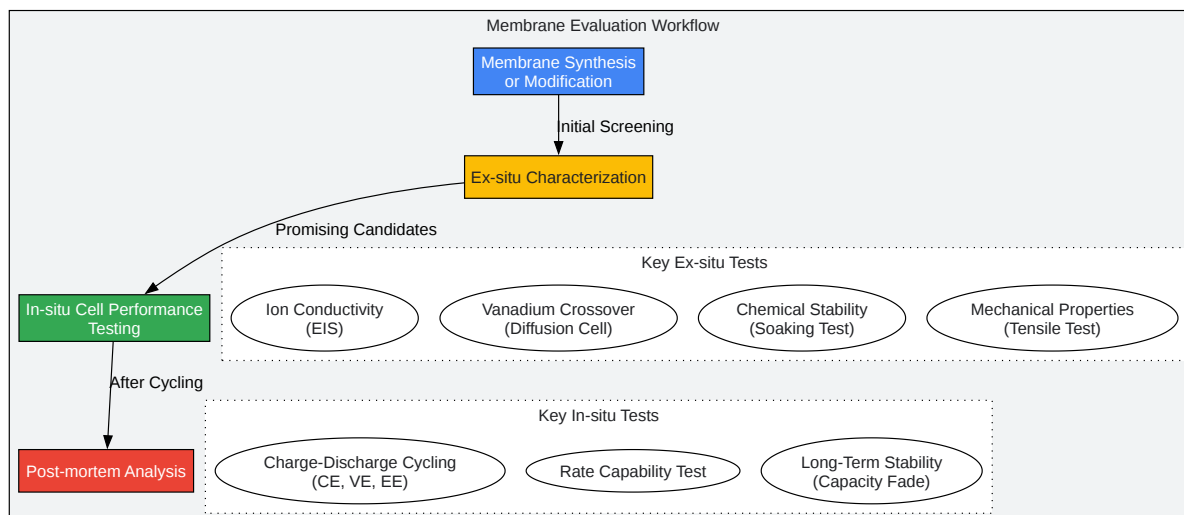 Membrane Evaluation Workflow
Membrane Synthesis
or Modification
Initial Screening
Ex-situ Characterization
Promising Candidates
Key Ex-situ Tests
In-situ Cell Performance
Testing
Ion Conductivity
(EIS)
Vanadium Crossover
(Diffusion Cell)
Chemical Stability
(Soaking Test)
Mechanical Properties
(Tensile Test)
After Cycling
Key In-situ Tests
Post-mortem Analysis
Charge-Discharge Cycling
(CE, VE, EE)
Rate Capability Test
Long-Term Stability
(Capacity Fade)